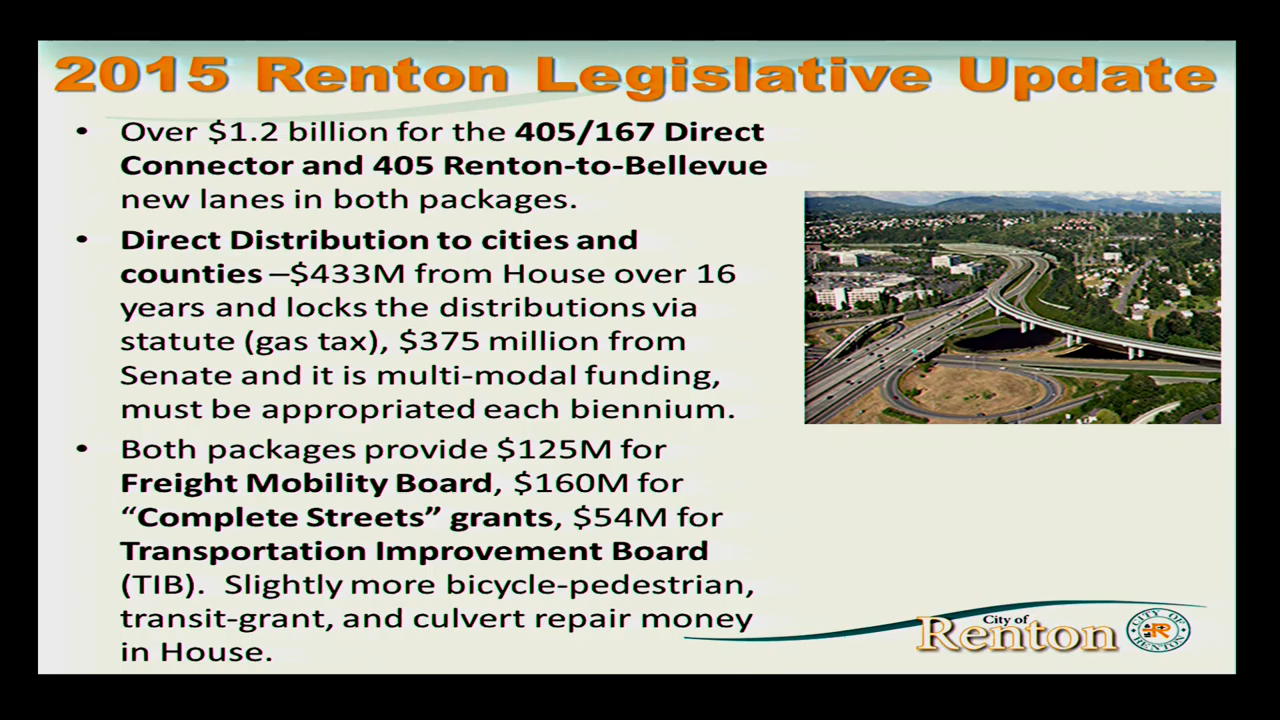 2015 Renton Legislative Update
• Over $1.2 billion for the 405/167 Direct
Connector and 405 Renton-to-Bellevue
new lanes in both packages.
• Direct Distribution to cities and
counties –$433M from House over 16
years and locks the distributions via
statute (gas tax), $375 million from
Senate and it is multi-modal funding,
must be appropriated each biennium.
• Both packages provide $125M for
Freight Mobility Board, $160M for
“Complete Streets” grants, $54M for
Transportation Improvement Board
(TIB).  Slightly more bicycle-pedestrian,
transit-grant, and culvert repair money
in House.
City of
Renton
CITY OF
R
RENTON